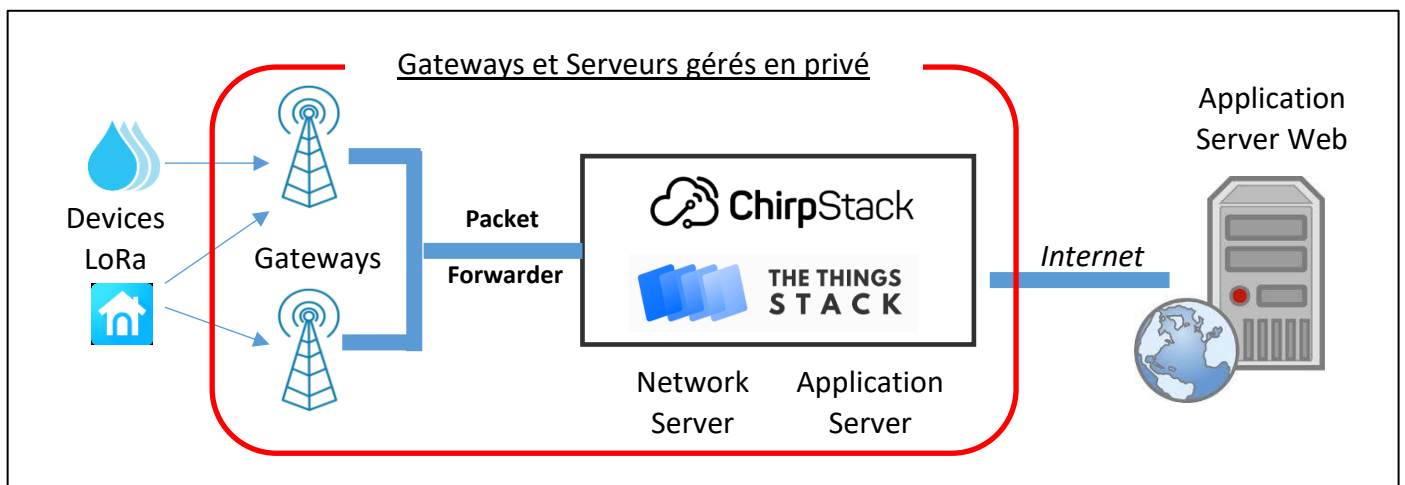 Gateways et Serveurs gérés en privé
Application
Server Web
Devices
LoRa
Gateways
Packet
Forwarder
ChirpStack
THE THINGS
STACK
Internet
Network
Server
Application
Server